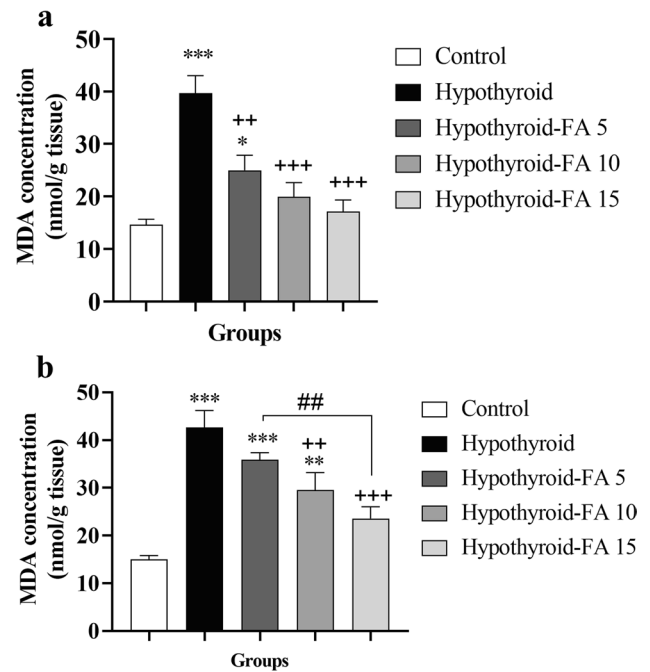 a
MDA concentration
(nmol/g tissue)
50
40
30
20
10
0
***
++
*
+++
+++
Groups
Control
Hypothyroid
Hypothyroid-FA 5
Hypothyroid-FA 10
Hypothyroid-FA 15
b
MDA concentration
(nmol/g tissue)
50
40
30
20
10
0
##
***
***
++
**
+++
Groups
Control
Hypothyroid
Hypothyroid-FA 5
Hypothyroid-FA 10
Hypothyroid-FA 15